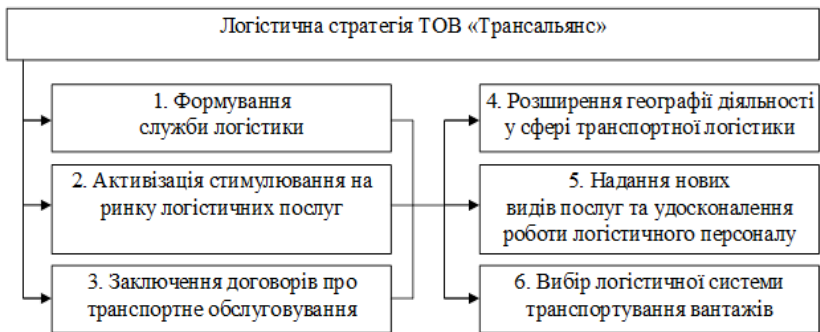 Логістична стратегія ТОВ «Трансальянс»
1. Формування
служби логістики
2. Активізація стимулювання на
ринку логістичних послуг
3. Заключення договорів про
транспортне обслуговування
4. Розширення географії діяльності
у сфері транспортної логістики
5. Надання нових
видів послуг та удосконалення
роботи логістичного персоналу
6. Вибір логістичної системи
транспортування вантажів